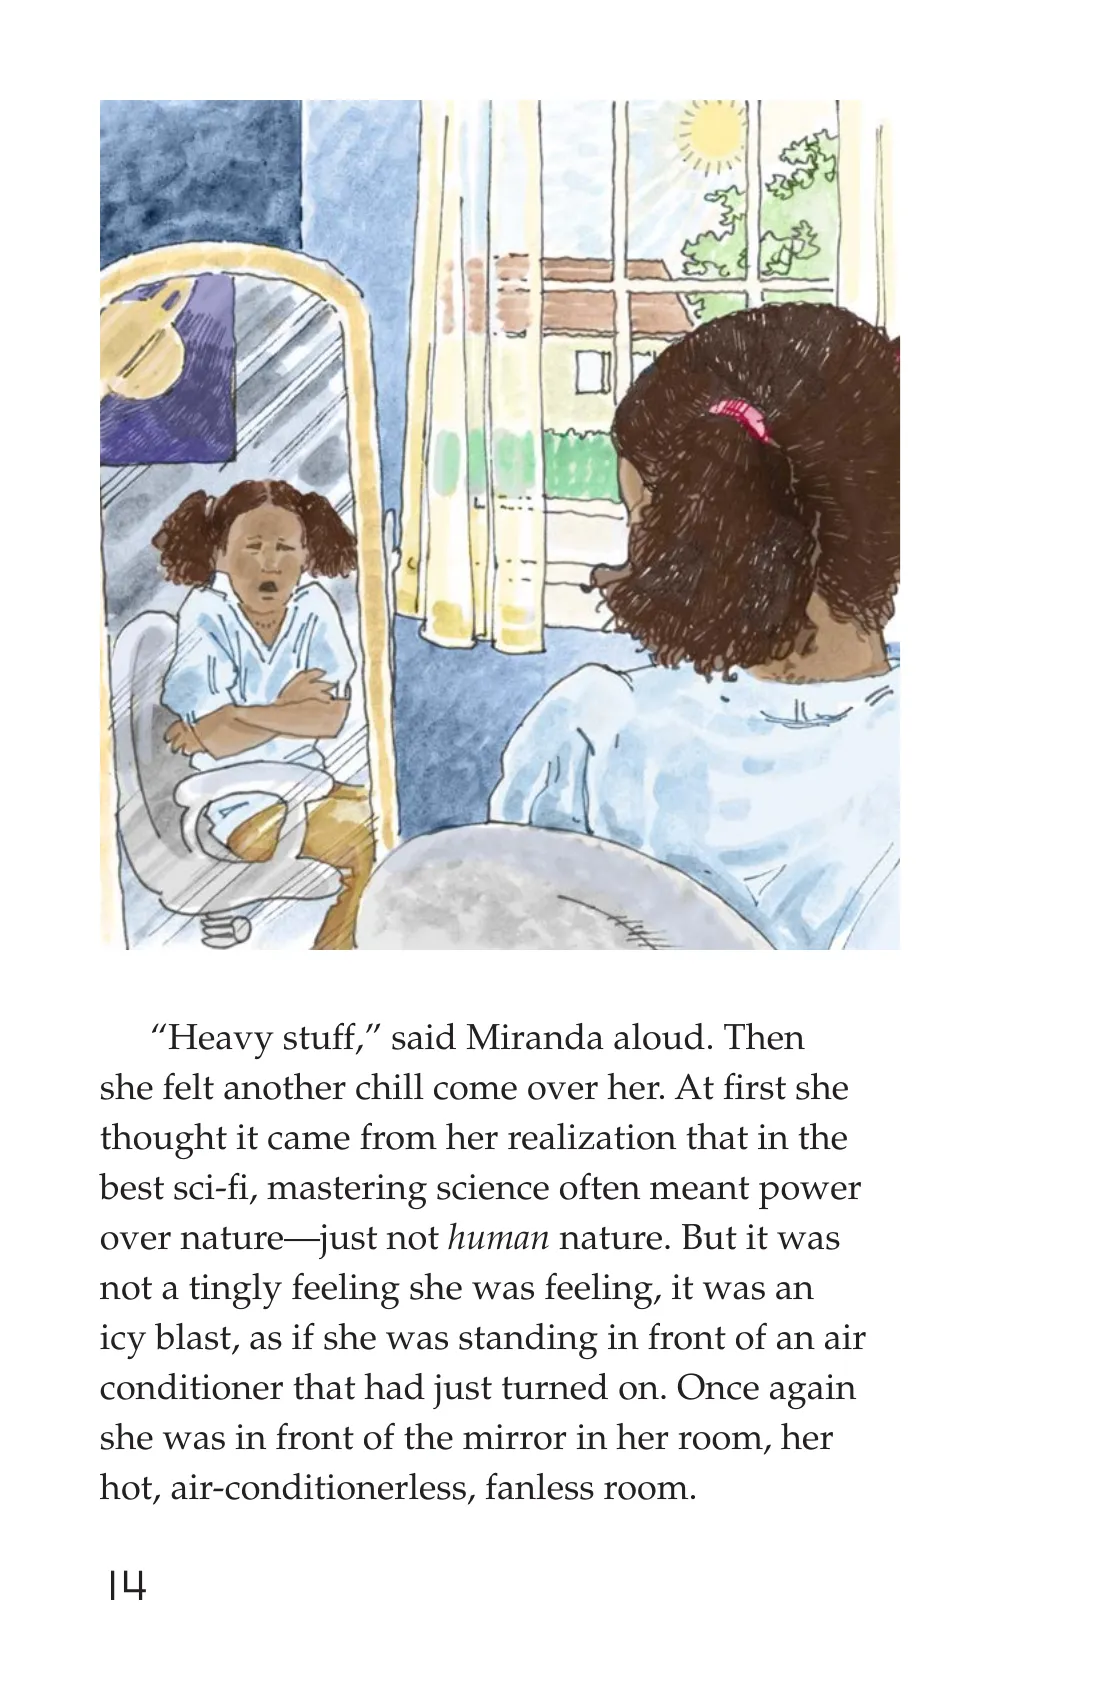 “Heavy stuff,” said Miranda aloud. Then
she felt another chill come over her. At first she
thought it came from her realization that in the
best sci-fi, mastering science often meant power
over nature—just not human nature. But it was
not a tingly feeling she was feeling, it was an
icy blast, as if she was standing in front of an air
conditioner that had just turned on. Once again
she was in front of the mirror in her room, her
hot, air-conditionerless, fanless room.
14